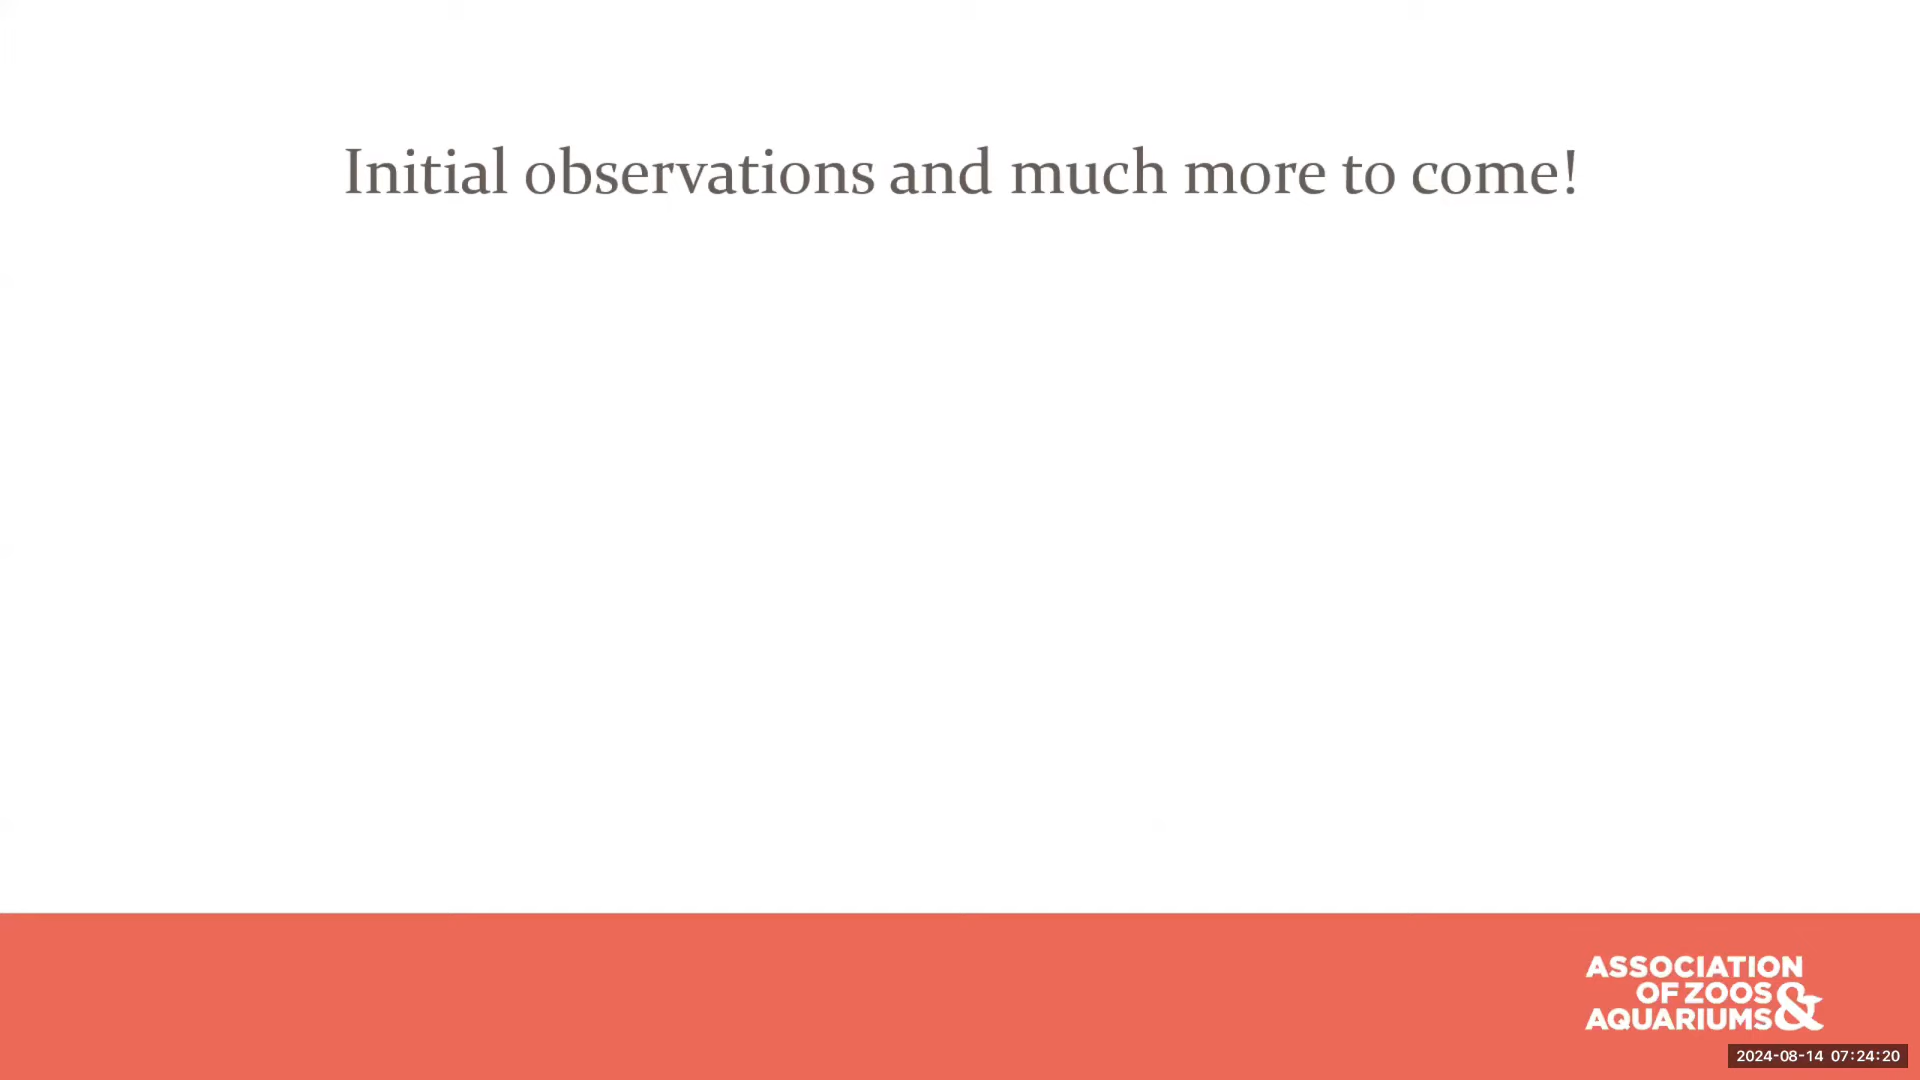 Initial observations and much more to come!
ASSOCIATION
OF ZOOS &
AQUARIUMS
2024-08-14 07:24:20